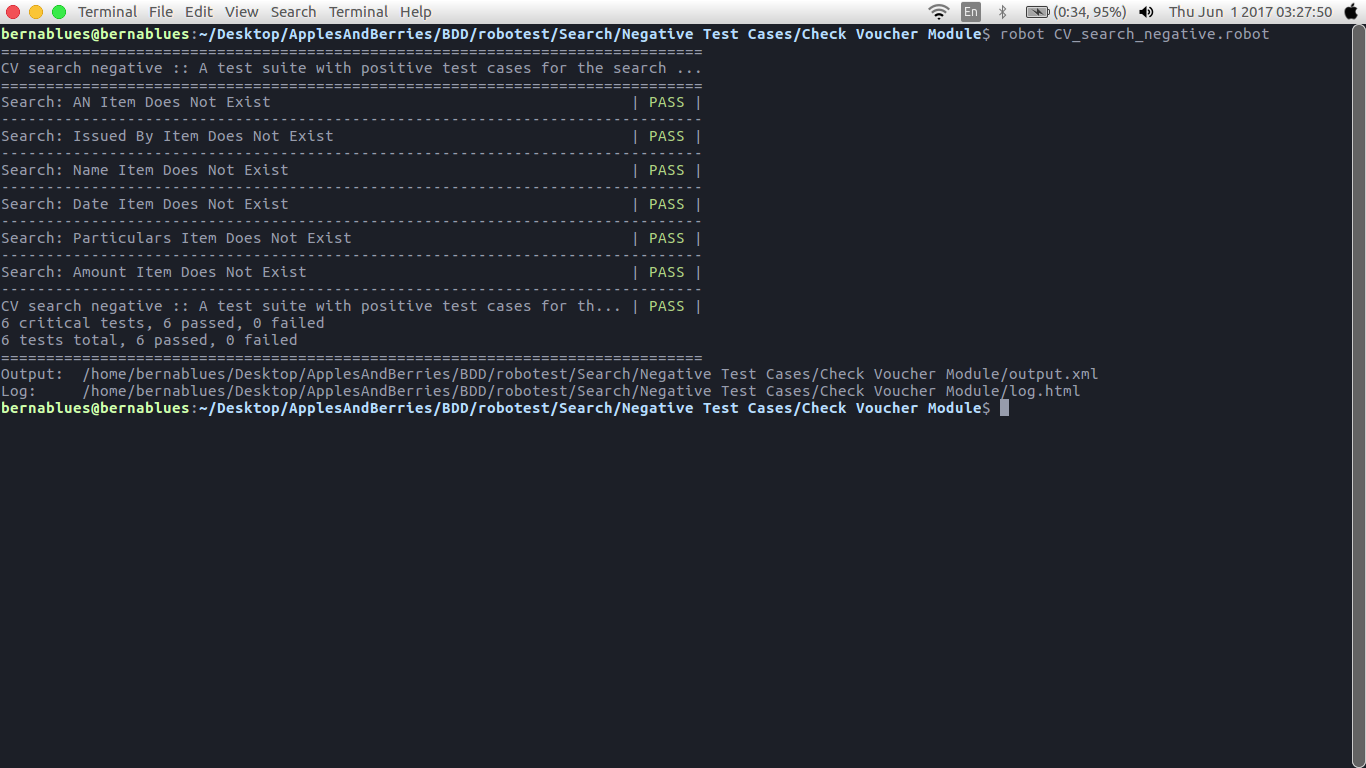 Terminal File Edit View Search Terminal Help En (0:34, 95%) Thu Jun 1 2017 03:27:50
bernablues@bernablues:~/Desktop/ApplesAndBerries/BDD/robotest/Search/Negative Test Cases/Check Voucher Module$ robot CV_search_negative.robot
==============================================================================
CV search negative :: A test suite with positive test cases for the search ...
==============================================================================
Search: AN Item Does Not Exist                                        | PASS |
------------------------------------------------------------------------------
Search: Issued By Item Does Not Exist                                 | PASS |
------------------------------------------------------------------------------
Search: Name Item Does Not Exist                                      | PASS |
------------------------------------------------------------------------------
Search: Date Item Does Not Exist                                      | PASS |
------------------------------------------------------------------------------
Search: Particulars Item Does Not Exist                               | PASS |
------------------------------------------------------------------------------
Search: Amount Item Does Not Exist                                    | PASS |
------------------------------------------------------------------------------
CV search negative :: A test suite with positive test cases for th... | PASS |
6 critical tests, 6 passed, 0 failed
6 tests total, 6 passed, 0 failed
==============================================================================
Output:  /home/bernablues/Desktop/ApplesAndBerries/BDD/robotest/Search/Negative Test Cases/Check Voucher Module/output.xml
Log:     /home/bernablues/Desktop/ApplesAndBerries/BDD/robotest/Search/Negative Test Cases/Check Voucher Module/log.html
bernablues@bernablues:~/Desktop/ApplesAndBerries/BDD/robotest/Search/Negative Test Cases/Check Voucher Module$